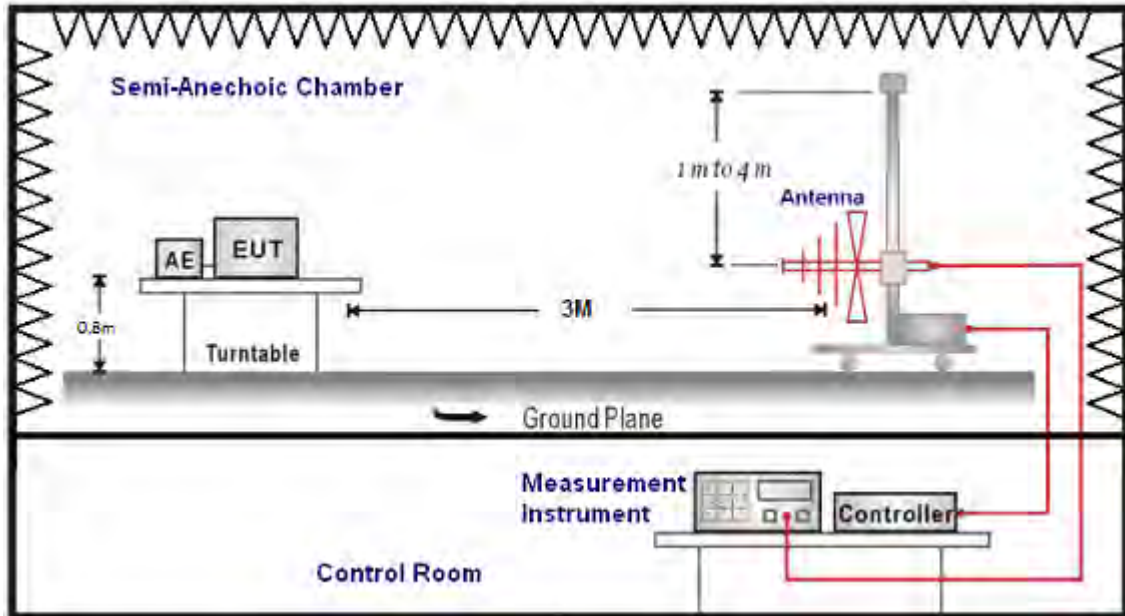 Semi-Anechoic Chamber
1 m to 4 m
Antenna
AE
EUT
0.8m
3M
Turntable
Ground Plane
Measurement
Instrument
Controller
Control Room